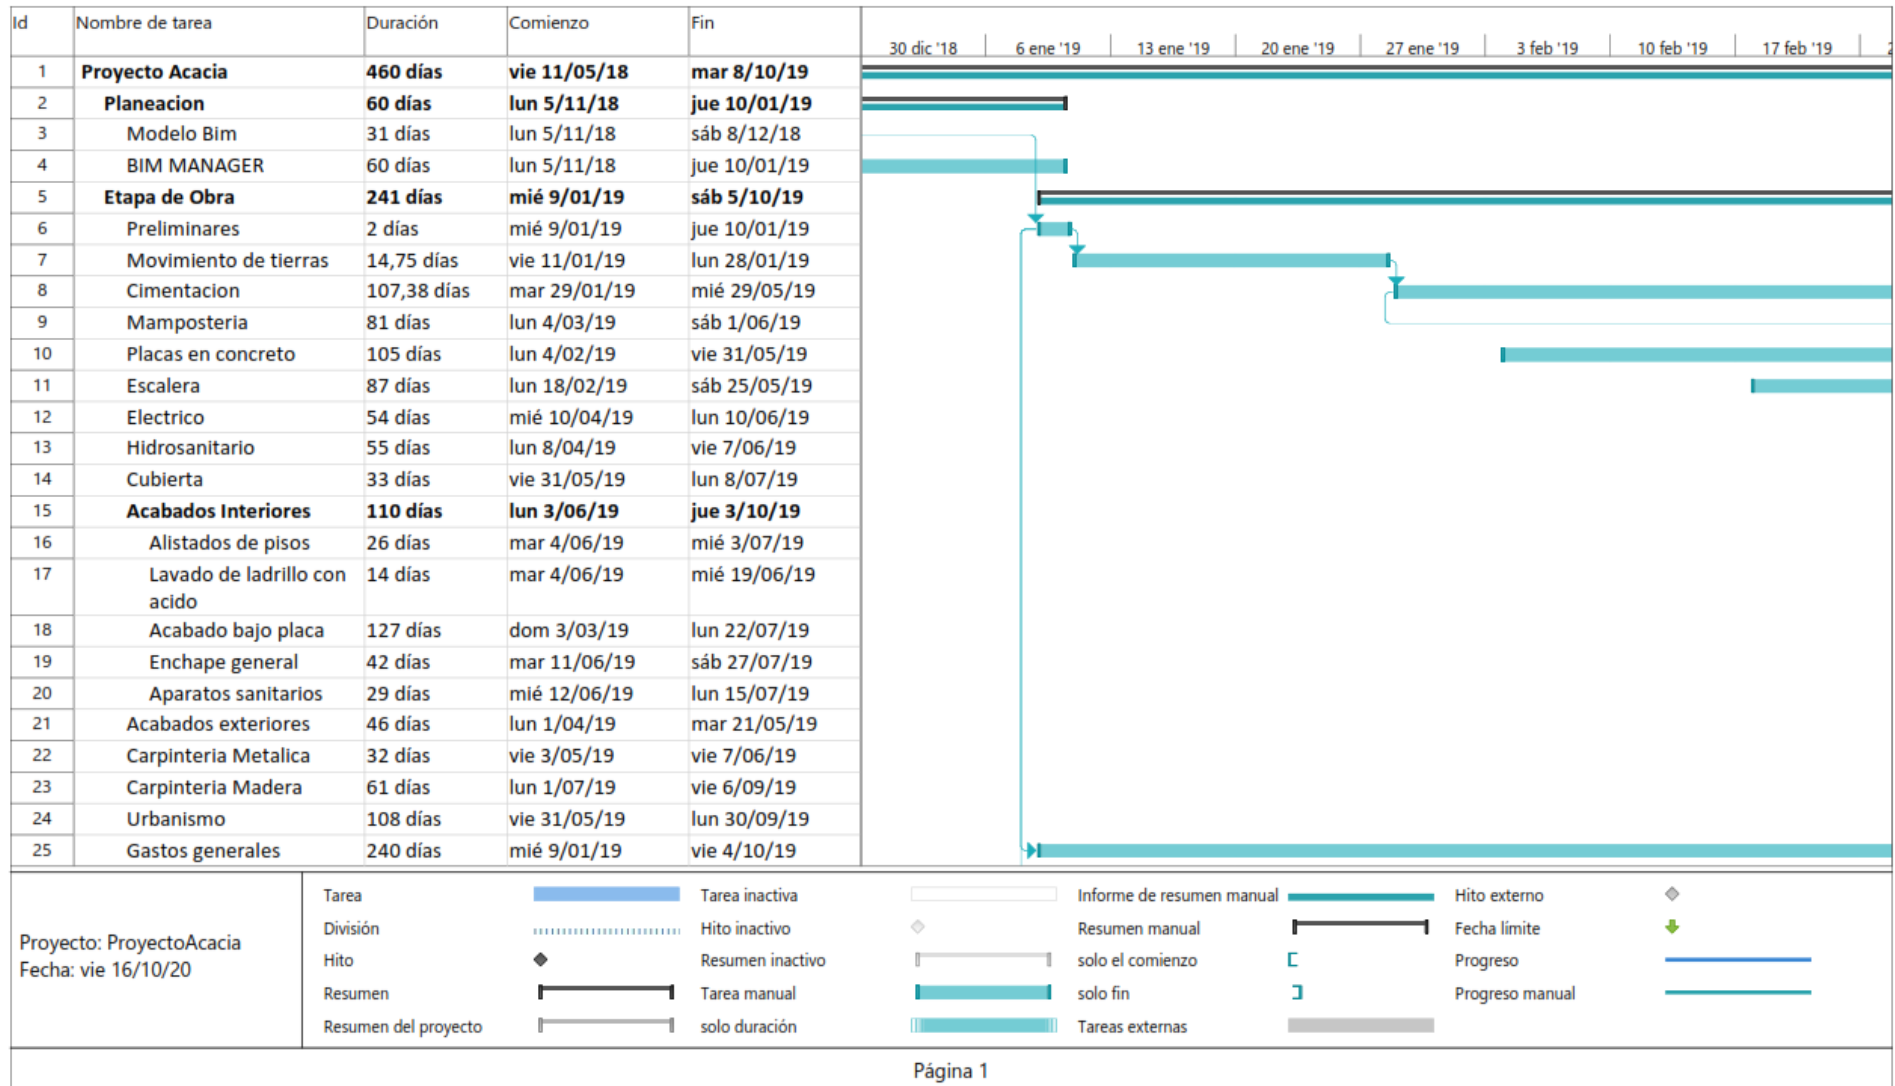 Id Nombre de tarea Duración Comienzo Fin
30 dic '18 6 ene '19 13 ene '19 20 ene '19 27 ene '19 3 feb '19 10 feb '19 17 feb '19
1 Proyecto Acacia 460 días vie 11/05/18 mar 8/10/19
2 Planeacion 60 días lun 5/11/18 jue 10/01/19
3 Modelo Bim 31 días lun 5/11/18 sáb 8/12/18
4 BIM MANAGER 60 días lun 5/11/18 jue 10/01/19
5 Etapa de Obra 241 días mié 9/01/19 sáb 5/10/19
6 Preliminares 2 días mié 9/01/19 jue 10/01/19
7 Movimiento de tierras 14,75 días vie 11/01/19 lun 28/01/19
8 Cimentacion 107,38 días mar 29/01/19 mié 29/05/19
9 Mamposteria 81 días lun 4/03/19 sáb 1/06/19
10 Placas en concreto 105 días lun 4/02/19 vie 31/05/19
11 Escalera 87 días lun 18/02/19 sáb 25/05/19
12 Electrico 54 días mié 10/04/19 lun 10/06/19
13 Hidrosanitario 55 días lun 8/04/19 vie 7/06/19
14 Cubierta 33 días vie 31/05/19 lun 8/07/19
15 Acabados Interiores 110 días lun 3/06/19 jue 3/10/19
16 Alistados de pisos 26 días mar 4/06/19 mié 3/07/19
17 Lavado de ladrillo con 14 días mar 4/06/19 mié 19/06/19
acido
18 Acabado bajo placa 127 días dom 3/03/19 lun 22/07/19
19 Enchape general 42 días mar 11/06/19 sáb 27/07/19
20 Aparatos sanitarios 29 días mié 12/06/19 lun 15/07/19
21 Acabados exteriores 46 días lun 1/04/19 mar 21/05/19
22 Carpinteria Metalica 32 días vie 3/05/19 vie 7/06/19
23 Carpinteria Madera 61 días lun 1/07/19 vie 6/09/19
24 Urbanismo 108 días vie 31/05/19 lun 30/09/19
25 Gastos generales 240 días mié 9/01/19 vie 4/10/19
Proyecto: ProyectoAcacia
Fecha: vie 16/10/20
Tarea Tarea inactiva Informe de resumen manual Hito externo
División Hito inactivo Resumen manual Fecha límite
Hito Resumen inactivo solo el comienzo Progreso
Resumen Tarea manual solo fin Progreso manual
Resumen del proyecto solo duración Tareas externas
Página 1